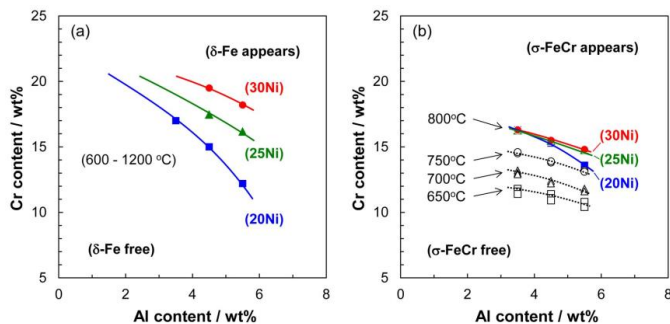 (a)
25
20
15
10
5
0
2
4
6
8
Cr content / wt%
Al content / wt%
(δ-Fe appears)
(30Ni)
(25Ni)
(600 - 1200 °C)
(20Ni)
(δ-Fe free)
(b)
25
20
15
10
5
0
2
4
6
8
Cr content / wt%
Al content / wt%
(σ-FeCr appears)
800°C
(30Ni)
(25Ni)
750°C
700°C
(20Ni)
650°C
(σ-FeCr free)